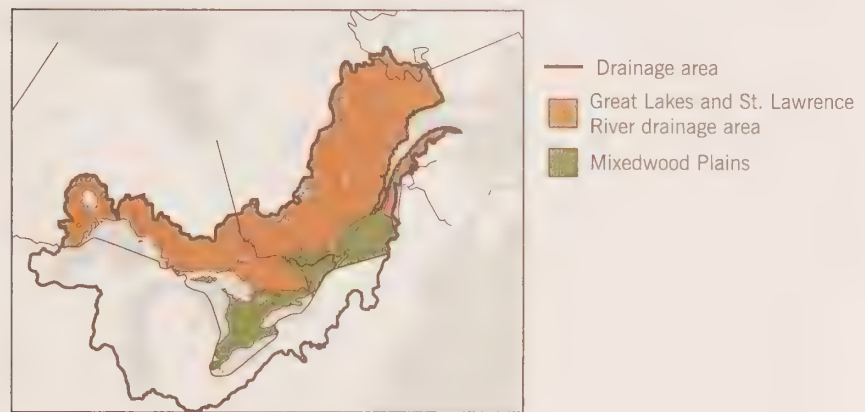 Drainage area
Great Lakes and St. Lawrence
River drainage area
Mixedwood Plains